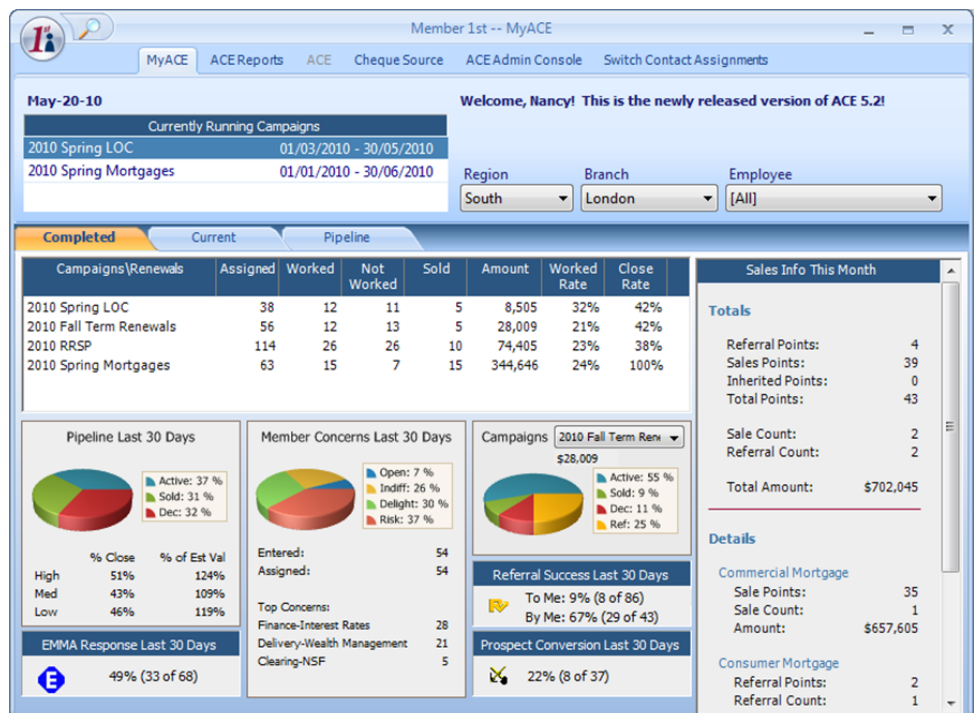 Member 1st -- MyACE
1st
MyACE ACE Reports ACE Cheque Source ACE Admin Console Switch Contact Assignments
May-20-10
Welcome, Nancy! This is the newly released version of ACE 5.2!
Currently Running Campaigns
2010 Spring LOC 01/03/2010 - 30/05/2010
2010 Spring Mortgages 01/01/2010 - 30/06/2010
Region Branch Employee
South London [All]
Completed Current Pipeline
Campaigns\Renewals Assigned Worked Not Worked Sold Amount Worked Rate Close Rate
2010 Spring LOC 38 12 11 5 8,505 32% 42%
2010 Fall Term Renewals 56 12 13 5 28,009 21% 42%
2010 RRSP 114 26 26 10 74,405 23% 38%
2010 Spring Mortgages 63 15 7 15 344,646 24% 100%
Pipeline Last 30 Days
Active: 37 %
Sold: 31 %
Dec: 32 %
% Close % of Est Val
High 51% 124%
Med 43% 109%
Low 46% 119%
EMMA Response Last 30 Days
E 49% (33 of 68)
Member Concerns Last 30 Days
Open: 7 %
Indiff: 26 %
Delight: 30 %
Risk: 37 %
Entered: 54
Assigned: 54
Top Concerns:
Finance-Interest Rates 28
Delivery-Wealth Management 21
Clearing-NSF 5
Campaigns 2010 Fall Term Rene
$28,009
Active: 55 %
Sold: 9 %
Dec: 11 %
Ref: 25 %
Referral Success Last 30 Days
To Me: 9% (8 of 86)
By Me: 67% (29 of 43)
Prospect Conversion Last 30 Days
22% (8 of 37)
Sales Info This Month
Totals
Referral Points: 4
Sales Points: 39
Inherited Points: 0
Total Points: 43
Sale Count: 2
Referral Count: 2
Total Amount: $702,045
Details
Commercial Mortgage
Sale Points: 35
Sale Count: 1
Amount: $657,605
Consumer Mortgage
Referral Points: 2
Referral Count: 1